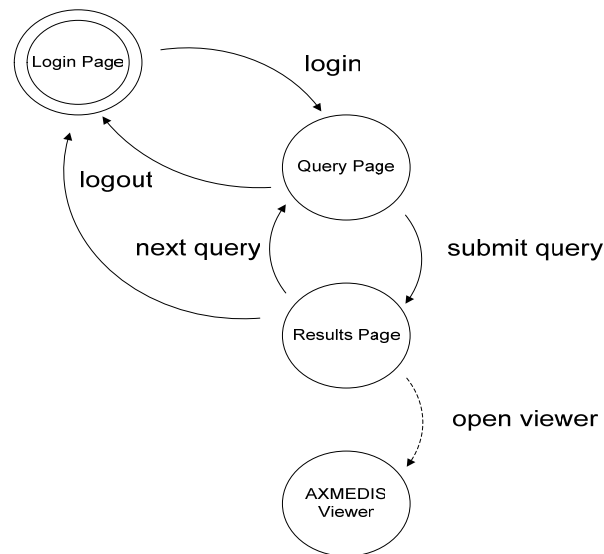 Login Page
login
Query Page
logout
next query
submit query
Results Page
open viewer
AXMEDIS
Viewer